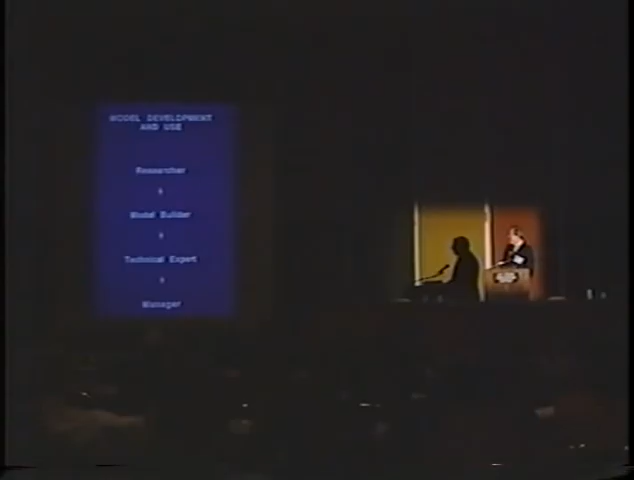 MODEL DEVELOPMENT
AND USE
Researcher
Model Builder
Technical Expert
Manager